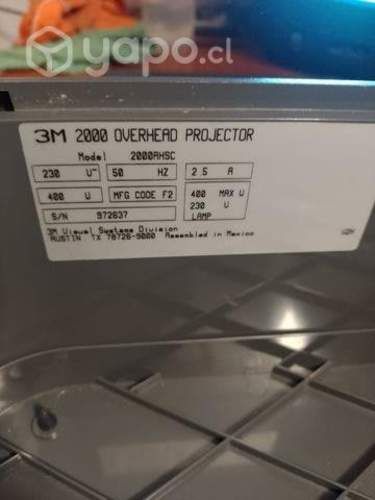 yapo.cl
3M 2000 OVERHEAD PROJECTOR
Model 2000AHSC
230 V~ 50 HZ 2.5 A
400 W MFG CODE F2 400 MAX W
230 V
S/N 972637 LAMP
3M Visual Systems Division
AUSTIN, TX 78726-9000 Assembled in Mexico